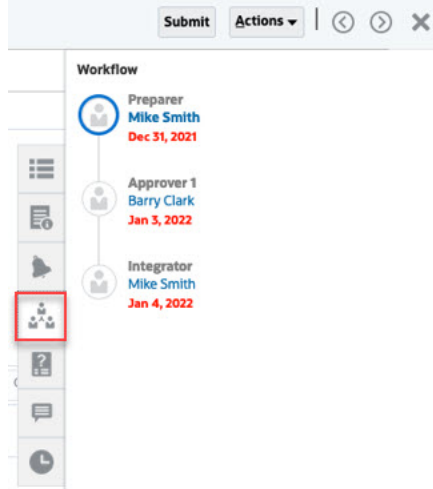 Submit Actions
Workflow
Preparer
Mike Smith
Dec 31, 2021
Approver 1
Barry Clark
Jan 3, 2022
Integrator
Mike Smith
Jan 4, 2022